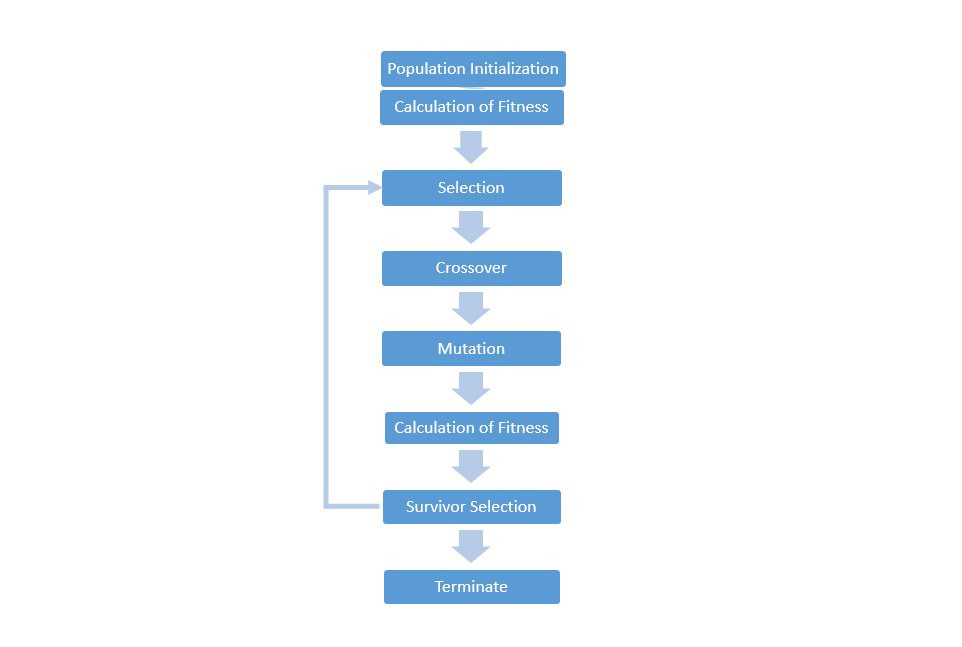 Population Initialization
Calculation of Fitness
Selection
Crossover
Mutation
Calculation of Fitness
Survivor Selection
Terminate